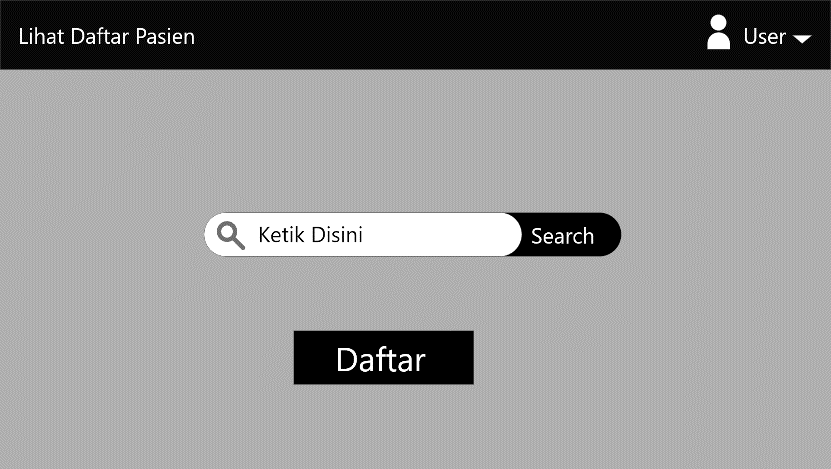 Lihat Daftar Pasien
User
Ketik Disini
Search
Daftar